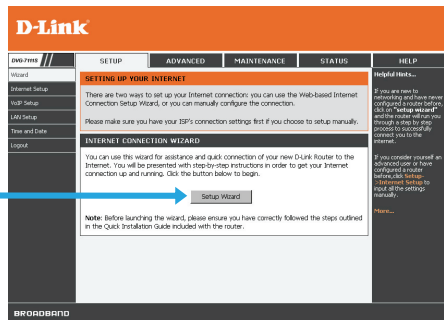 D-Link
DVG-7111S
SETUP
ADVANCED
MAINTENANCE
STATUS
HELP
Wizard
Internet Setup
VoIP Setup
LAN Setup
Time and Date
Logout
SETTING UP YOUR INTERNET
There are two ways to set up your Internet connection: you can use the Web-based Internet
Connection Setup Wizard, or you can manually configure the connection.
Please make sure you have your ISP's connection settings first if you choose to setup manually.
INTERNET CONNECTION WIZARD
You can use this wizard for assistance and quick connection of your new D-Link Router to the
Internet. You will be presented with step-by-step instructions in order to get your Internet
connection up and running. Click the button below to begin.
Setup Wizard
Note: Before launching the wizard, please ensure you have correctly followed the steps outlined
in the Quick Installation Guide included with the router.
Helpful Hints...
If you are new to
networking and have never
configured a router before,
click on "setup wizard"
and the router will run you
through a step by step
process to successfully
connect you to the
internet.
If you consider yourself an
advanced user or have
configured a router
before,click Setup-
>Internet Setup to
input all the settings
manually.
More...
BROADBAND